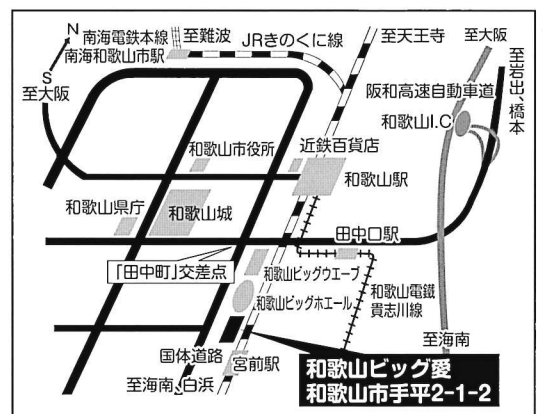 N
S
至大阪
南海電鉄本線
南海和歌山市駅
至難波
JRきのくに線
至天王寺
至大阪
至岩出、橋本
阪和高速自動車道
和歌山I.C
和歌山市役所
近鉄百貨店
和歌山駅
和歌山県庁
和歌山城
田中口駅
「田中町」交差点
和歌山ビッグウエーブ
和歌山ビッグホエール
和歌山電鐵
貴志川線
国体道路
宮前駅
至海南、白浜
至海南
和歌山ビッグ愛
和歌山市手平2-1-2